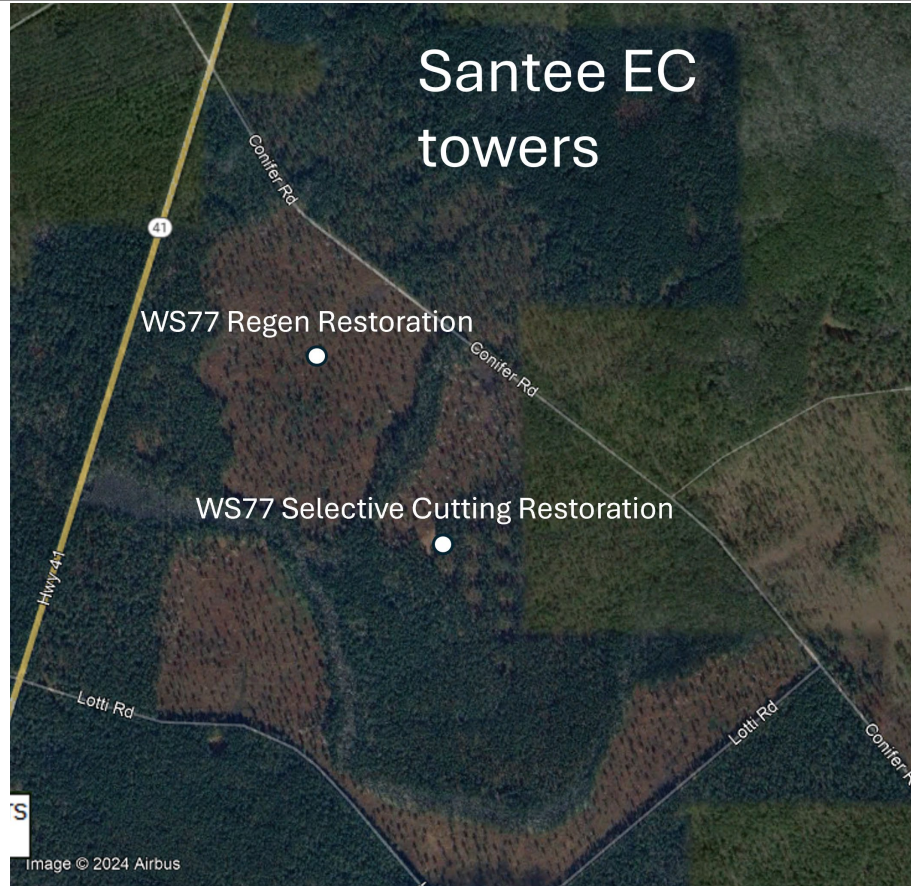 Santee EC
towers
Conifer Rd
41
WS77 Regen Restoration
Conifer Rd
WS77 Selective Cutting Restoration
Hwy 41
Lotti Rd
Lotti Rd
Conifer R
rs
Image © 2024 Airbus